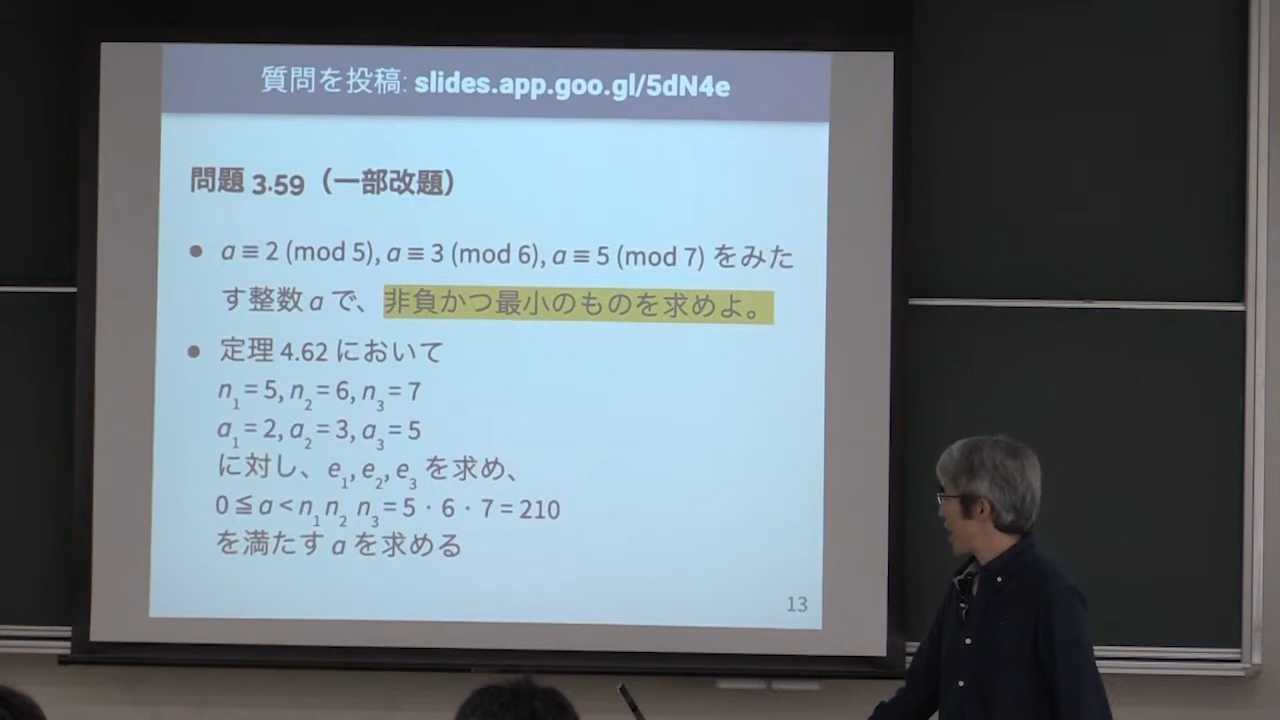 質問を投稿: slides.app.goo.gl/5dN4e
問題 3.59（一部改題）
● a ≡ 2 (mod 5), a ≡ 3 (mod 6), a ≡ 5 (mod 7) をみた
す整数 a で、非負かつ最小のものを求めよ。
● 定理 4.62 において
n₁ = 5, n₂ = 6, n₃ = 7
a₁ = 2, a₂ = 3, a₃ = 5
に対し、e₁, e₂, e₃ を求め、
0 ≦ a < n₁ n₂ n₃ = 5 · 6 · 7 = 210
を満たす a を求める
13